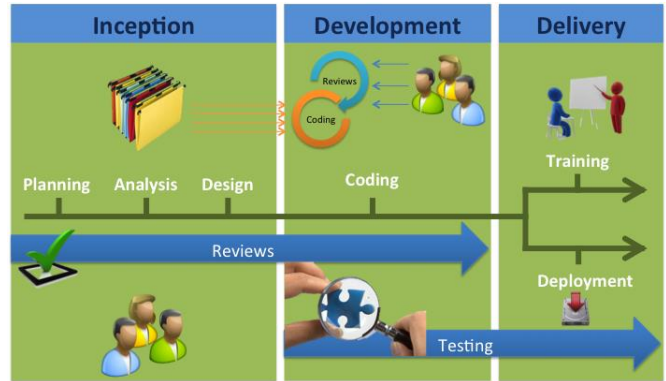 Inception
Development
Delivery
Reviews
Coding
Training
Planning Analysis Design Coding
Reviews
Deployment
Testing